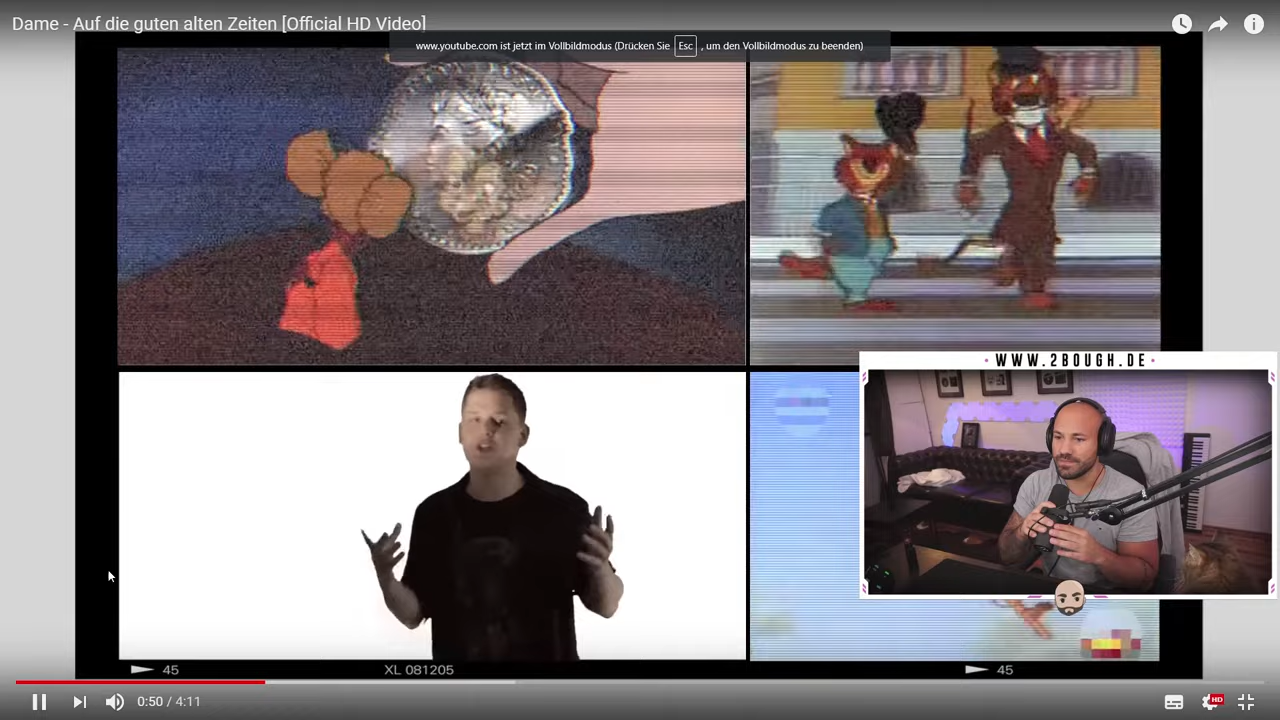 Dame - Auf die guten alten Zeiten [Official HD Video]
www.youtube.com ist jetzt im Vollbildmodus (Drücken Sie Esc , um den Vollbildmodus zu beenden)
• WWW.2BOUGH.DE •
45
XL 081205
45
0:50 / 4:11
HD